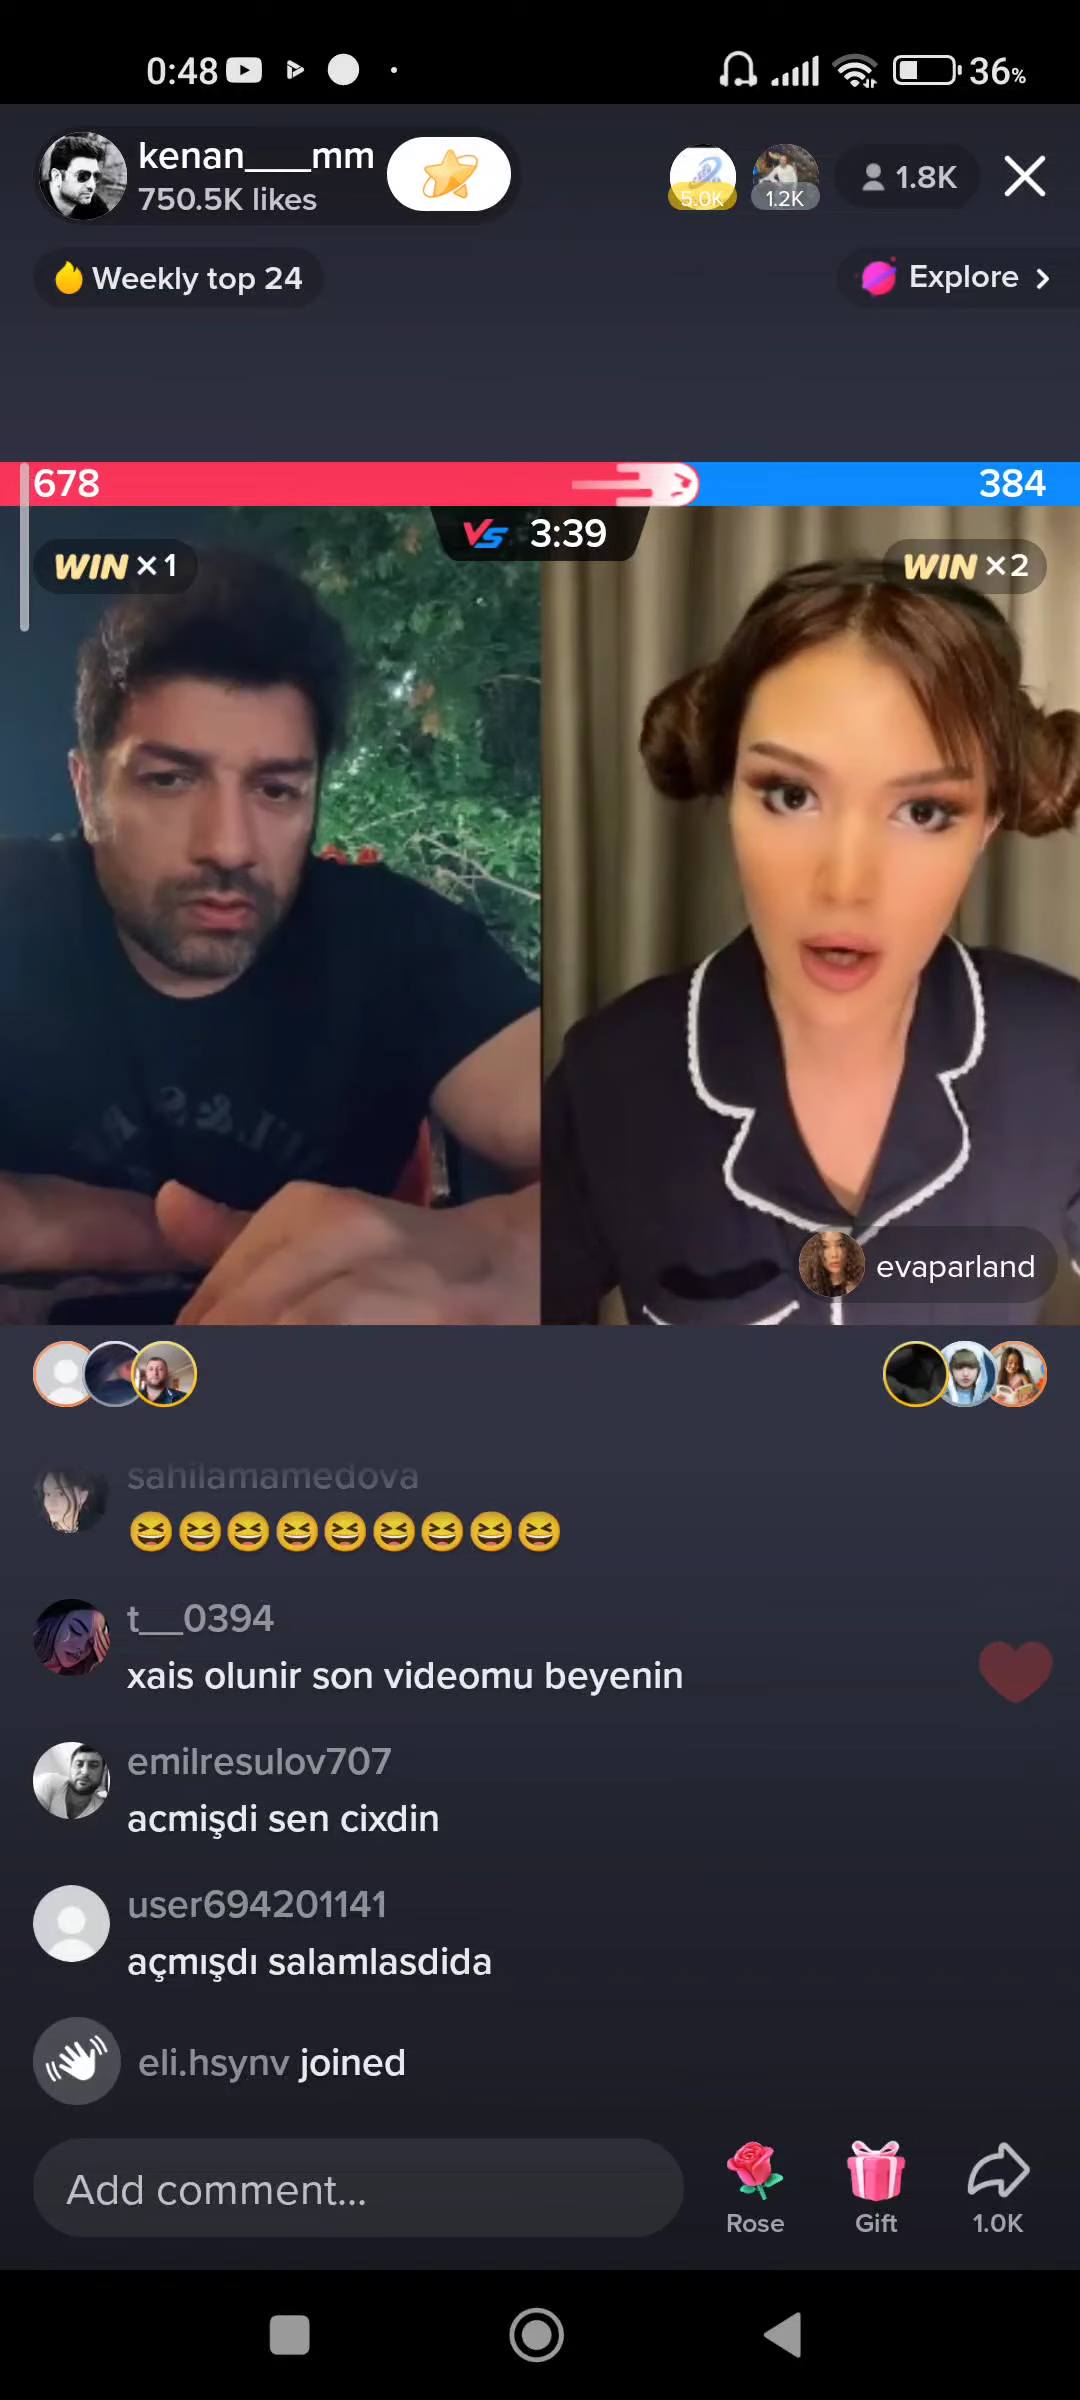 0:48
36%
kenan___mm
750.5K likes
5.0K
1.2K
1.8K
Weekly top 24
Explore
678
384
VS 3:39
WIN ×1
WIN ×2
evaparland
sahilamamedova
😆😆😆😆😆😆😆😆😆
t__0394
xais olunir son videomu beyenin
emilresulov707
acmişdi sen cixdin
user694201141
açmışdı salamlasdida
eli.hsynv joined
Add comment...
Rose
Gift
1.0K